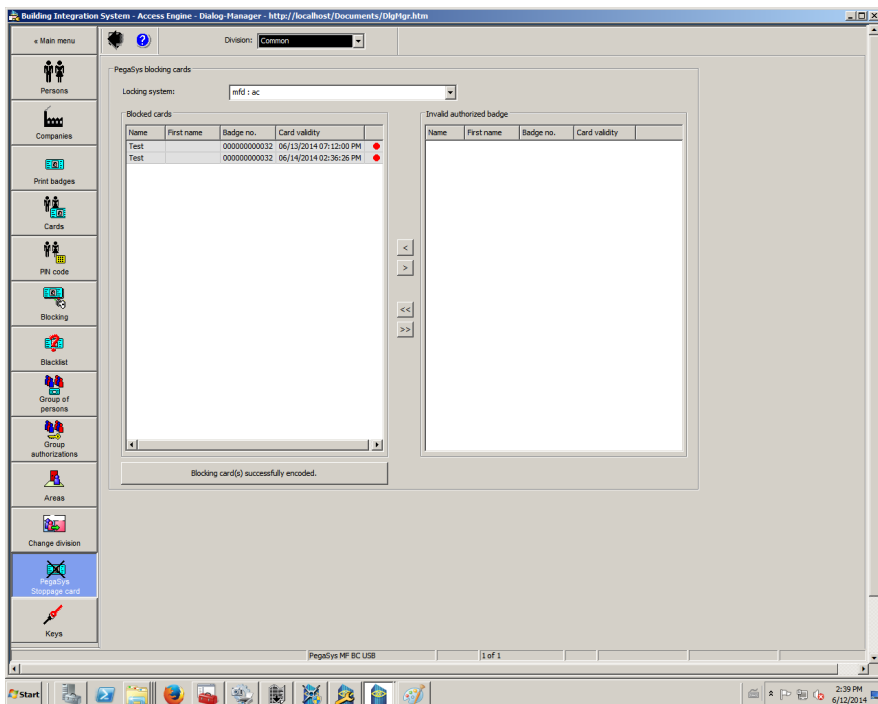 Building Integration System - Access Engine - Dialog-Manager - http://localhost/Documents/DlgMgr.htm
« Main menu
Division: Common
Persons
Companies
Print badges
Cards
PIN code
Blocking
Blacklist
Group of
persons
Group
authorizations
Areas
Change division
PegaSys
Stoppage card
Keys
PegaSys blocking cards
Locking system: mfd : ac
Blocked cards
Name First name Badge no. Card validity
Test 000000000032 06/13/2014 07:12:00 PM
Test 000000000032 06/14/2014 02:36:26 PM
<
>
<<
>>
Invalid authorized badge
Name First name Badge no. Card validity
Blocking card(s) successfully encoded.
PegaSys MF BC USB 1 of 1
Start
2:39 PM
6/12/2014